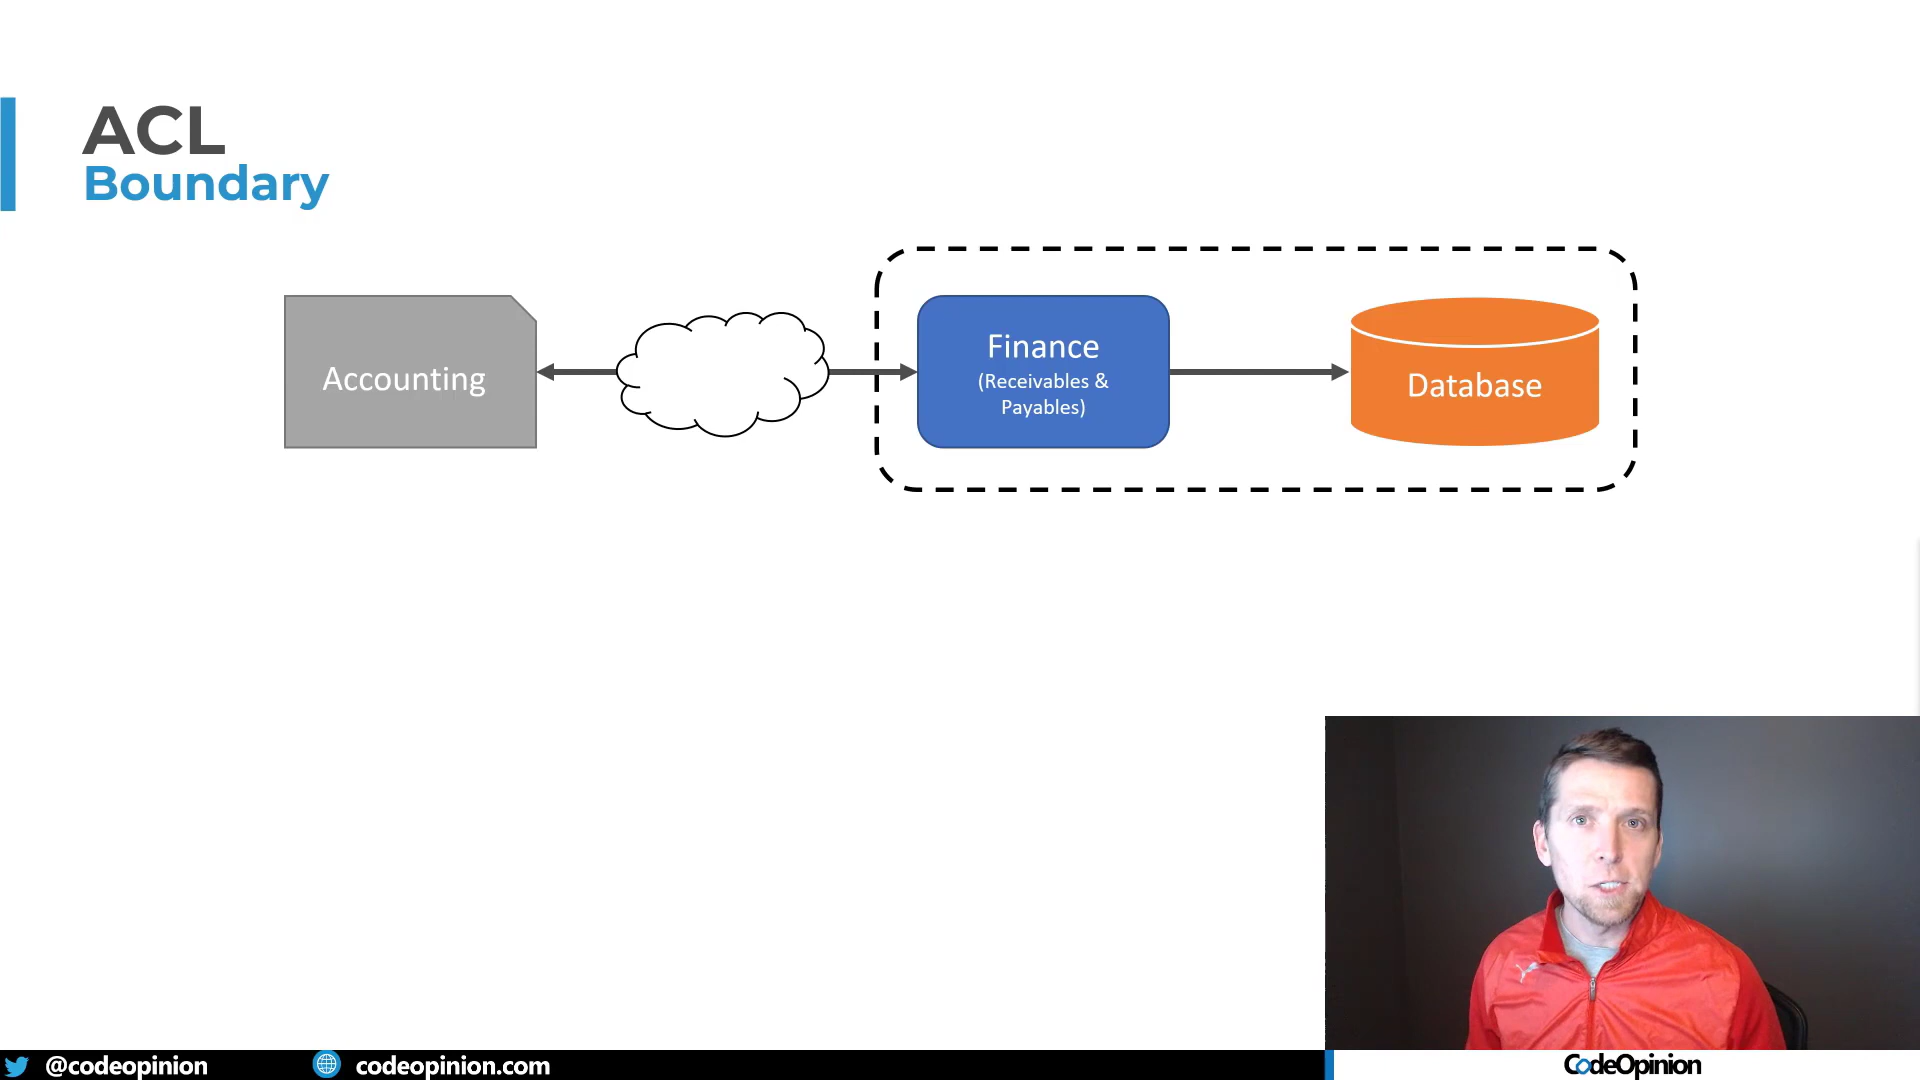 ACL
Boundary
Accounting
Finance
(Receivables &
Payables)
Database
@codeopinion
codeopinion.com
CodeOpinion